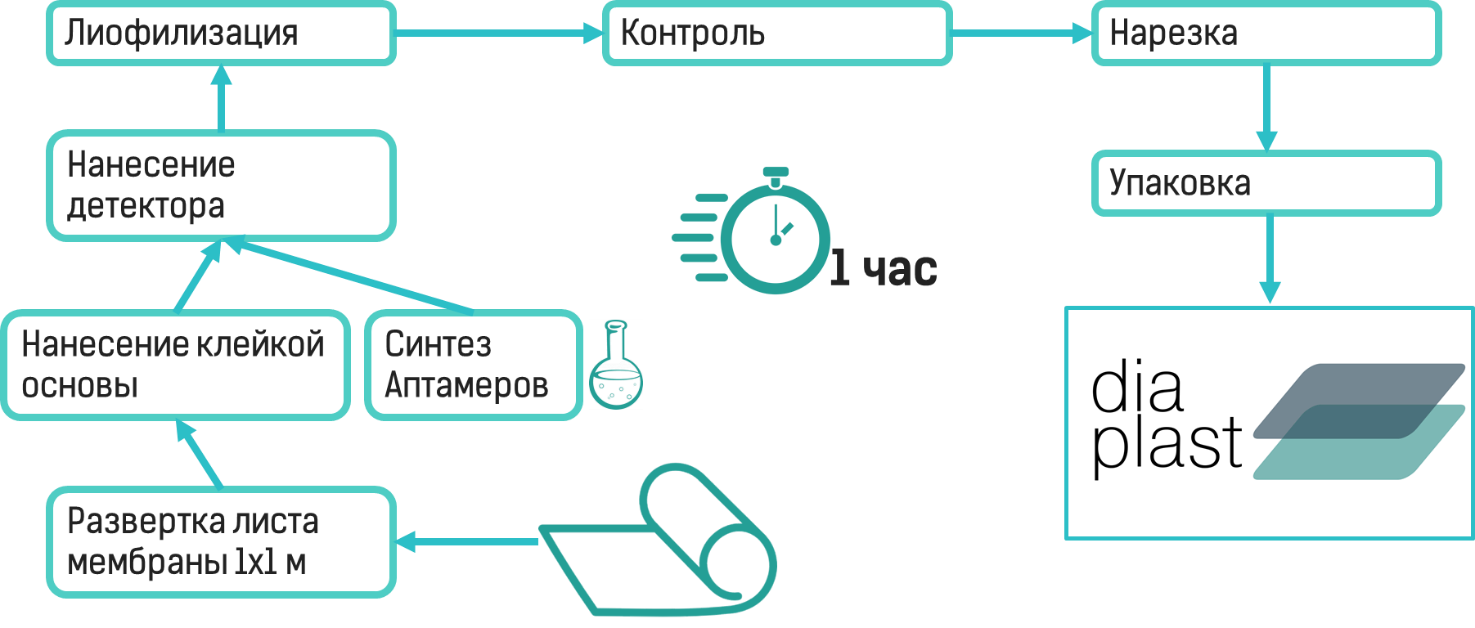 Лиофилизация
Контроль
Нарезка
Нанесение
детектора
Упаковка
1 час
Нанесение клейкой
основы
Синтез
Аптамеров
dia
plast
Развертка листа
мембраны 1x1 м